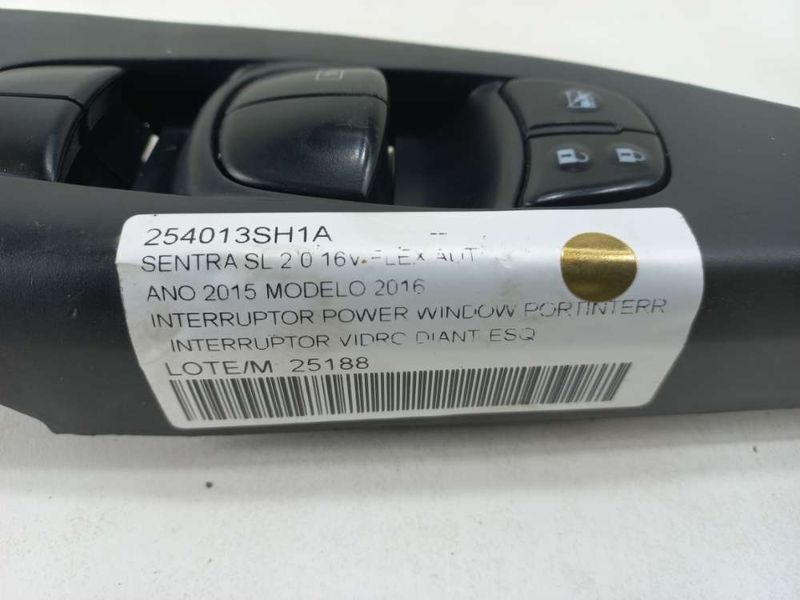 254013SH1A --
SENTRA SL 2.0 16V FLEX AUT
ANO 2015 MODELO 2016
INTERRUPTOR POWER WINDOW PORTINTERR
INTERRUPTOR VIDRO DIANT ESQ
LOTE/M: 25188